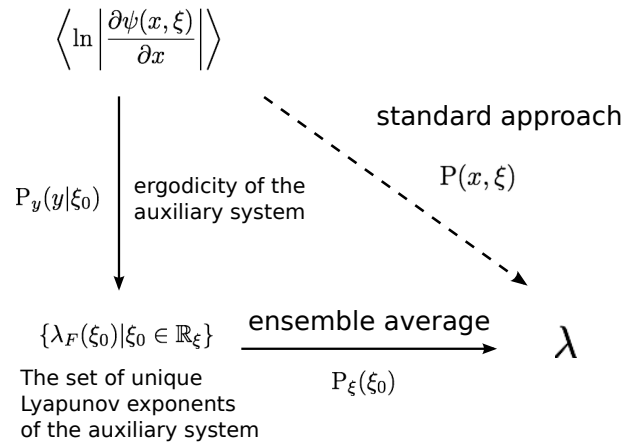 ⟨ ln | ∂ψ(x, ξ) / ∂x | ⟩
standard approach
P(x, ξ)
P_y(y|ξ_0)
ergodicity of the
auxiliary system
{λ_F(ξ_0)|ξ_0 ∈ ℝ_ξ}
ensemble average
P_ξ(ξ_0)
λ
The set of unique
Lyapunov exponents
of the auxiliary system